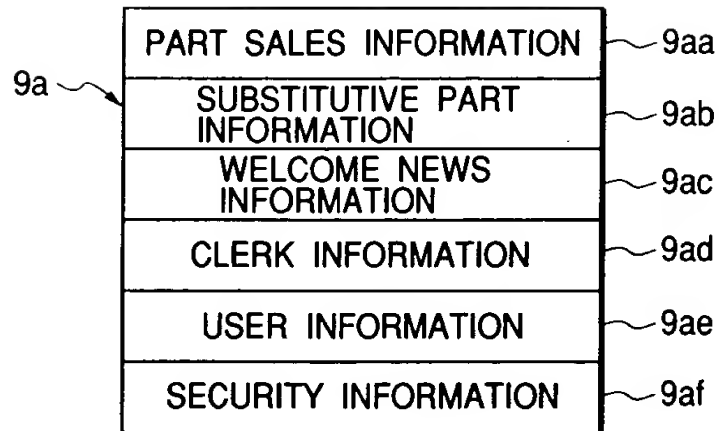 PART SALES INFORMATION 9aa
9a
SUBSTITUTIVE PART
INFORMATION 9ab
WELCOME NEWS
INFORMATION 9ac
CLERK INFORMATION 9ad
USER INFORMATION 9ae
SECURITY INFORMATION 9af